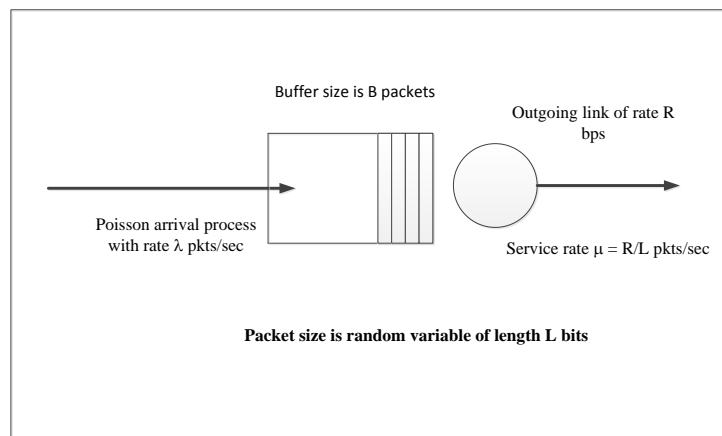 Buffer size is B packets
Outgoing link of rate R
bps
Poisson arrival process
with rate λ pkts/sec
Service rate μ = R/L pkts/sec
Packet size is random variable of length L bits